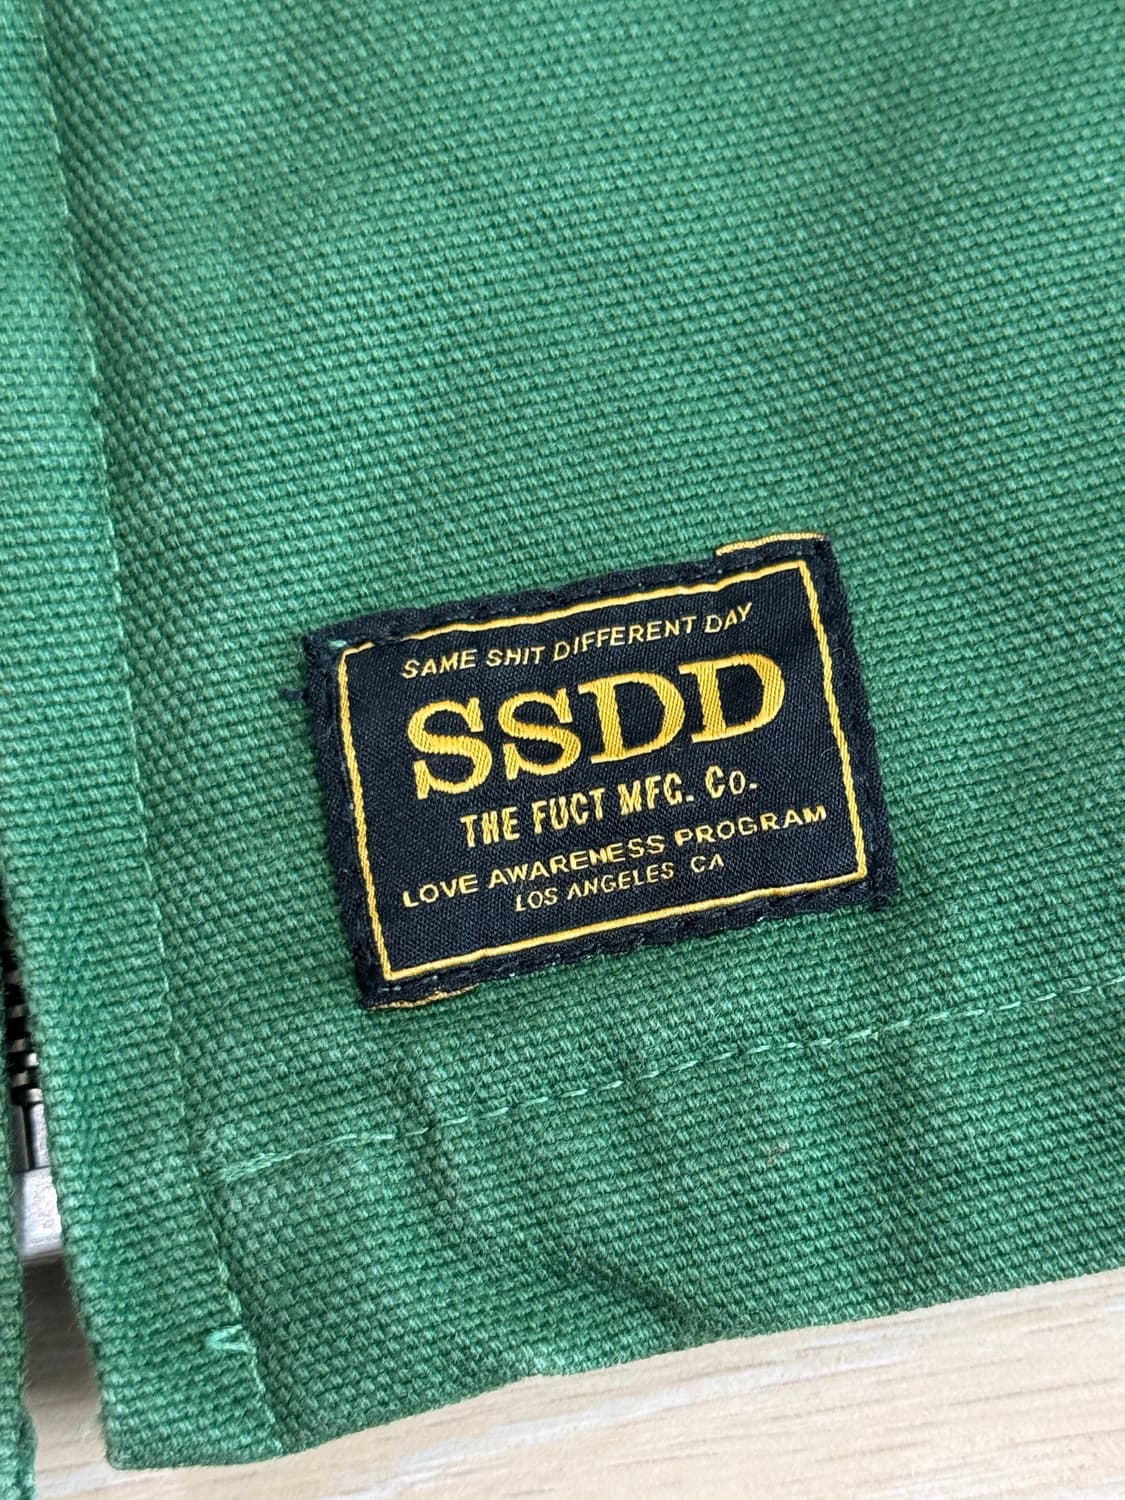 SAME SHIT DIFFERENT DAY
SSDD
THE FUCT MFG. CO.
LOVE AWARENESS PROGRAM
LOS ANGELES CA